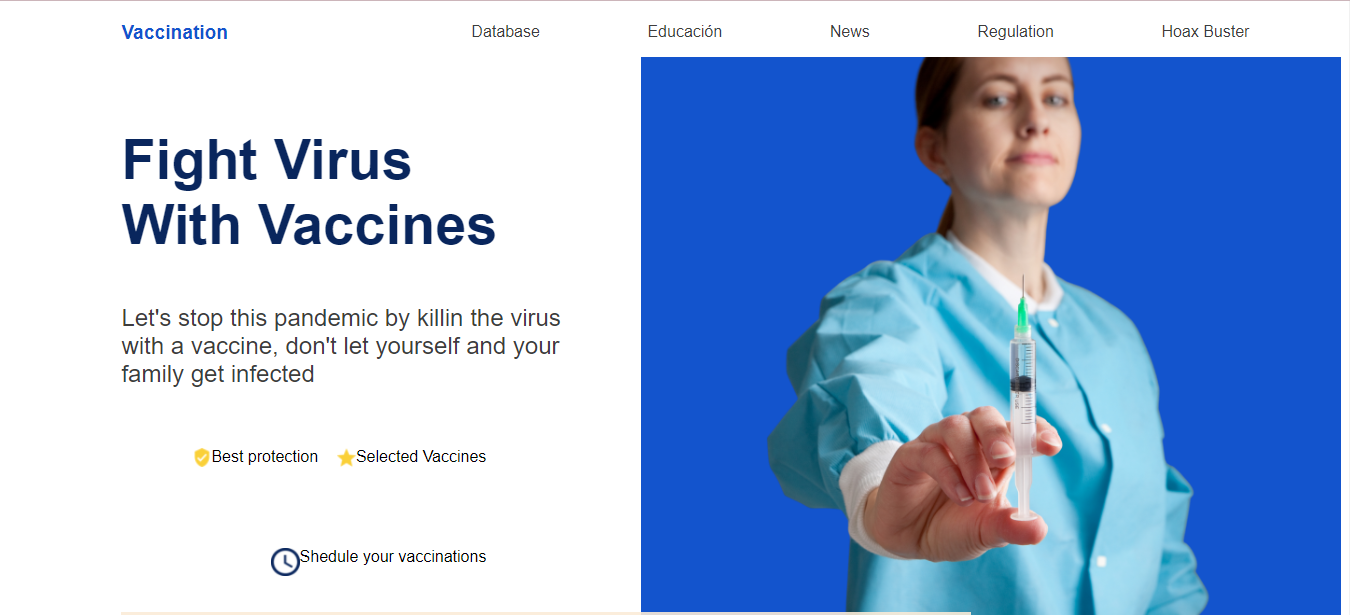 Vaccination Database Educación News Regulation Hoax Buster
Fight Virus
With Vaccines
Let's stop this pandemic by killin the virus
with a vaccine, don't let yourself and your
family get infected
Best protection Selected Vaccines
Shedule your vaccinations